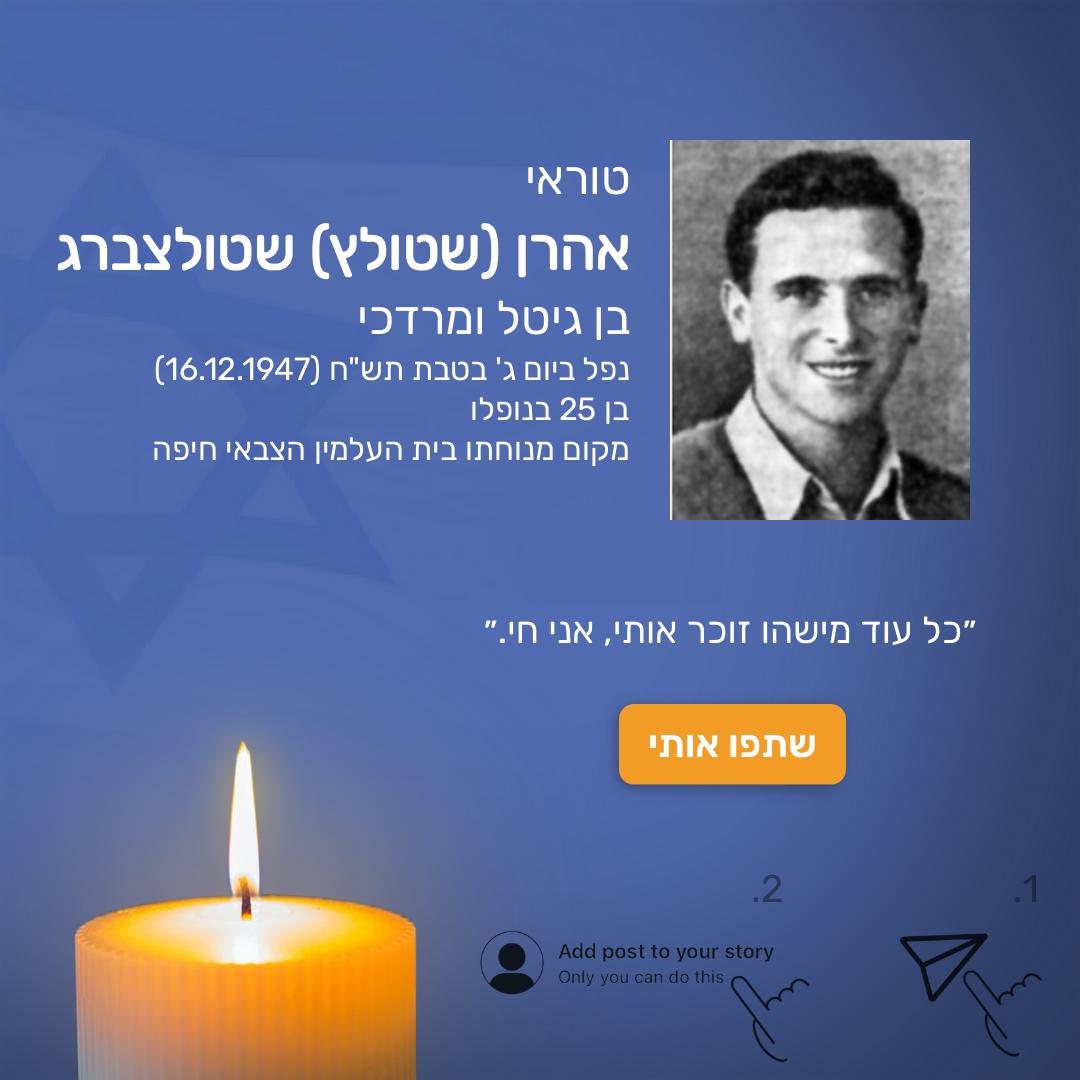 טוראי
אהרן (שטולץ) שטולצברג
בן גיטל ומרדכי
נפל ביום ג' בטבת תש"ח (16.12.1947)
בן 25 בנופלו
מקום מנוחתו בית העלמין הצבאי חיפה
״כל עוד מישהו זוכר אותי, אני חי.״
שתפו אותי
1.
2.
Add post to your story
Only you can do this